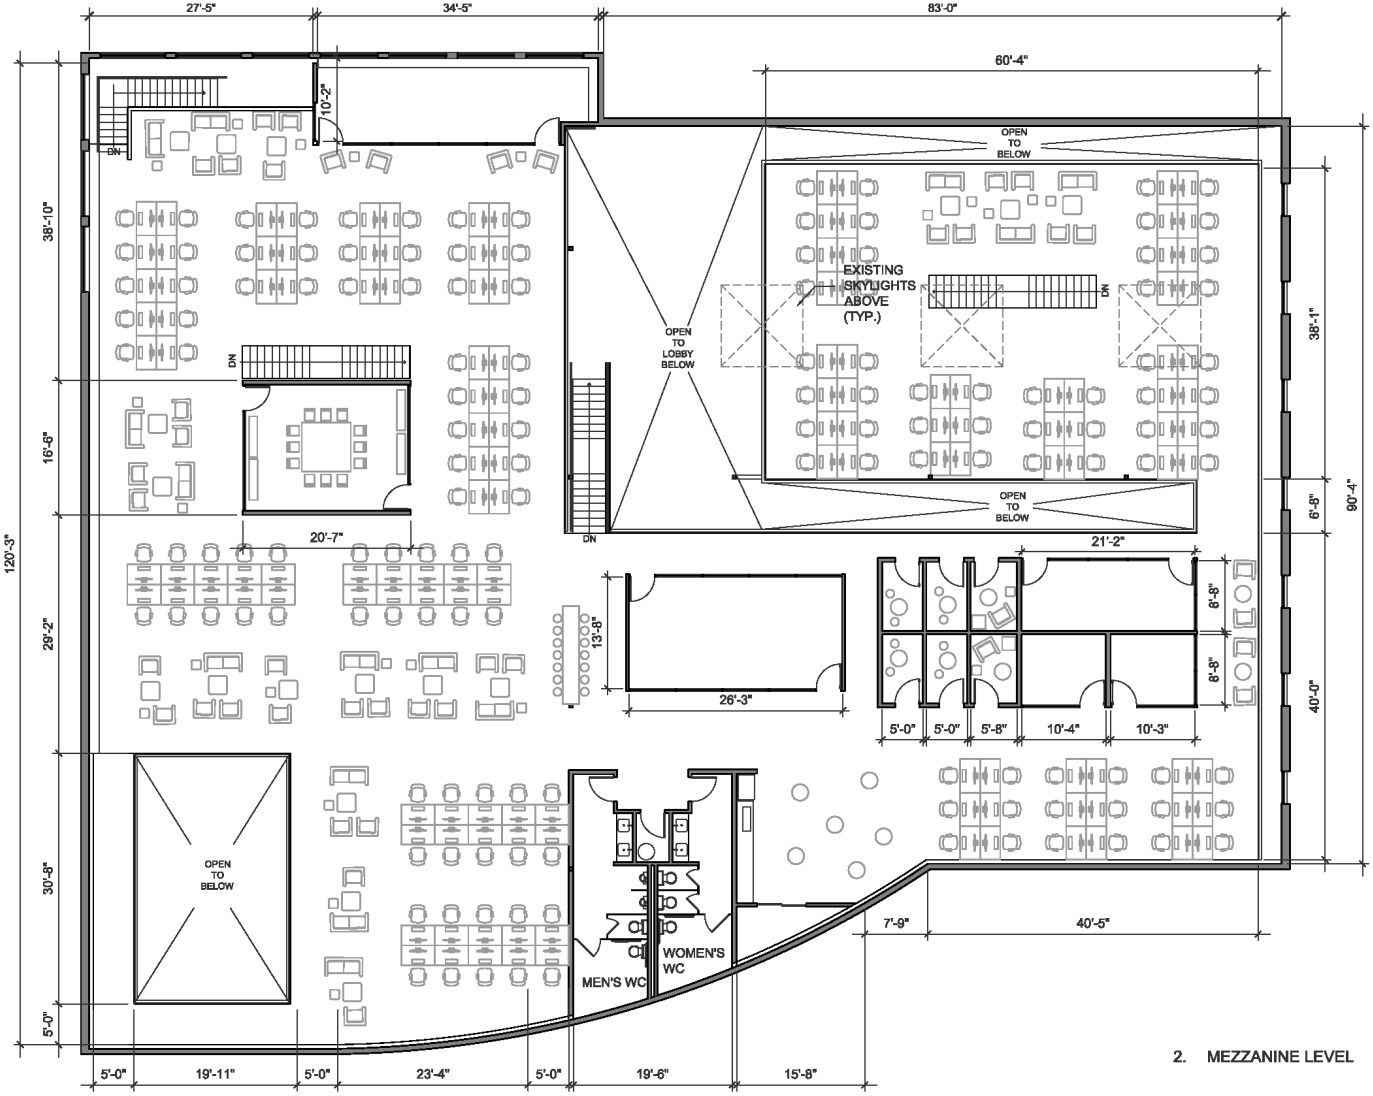 27'-5"
34'-5"
83'-0"
60'-4"
10'-2"
OPEN
TO
BELOW
DN
38'-10"
EXISTING
SKYLIGHTS
ABOVE
(TYP.)
DN
38'-1"
OPEN
TO
LOBBY
BELOW
DN
16'-6"
6'-8"
90'-4"
OPEN
TO
BELOW
20'-7"
DN
21'-2"
120'-3"
8'-8"
13'-8"
29'-2"
8'-8"
26'-3"
40'-0"
5'-0"
5'-0"
5'-8"
10'-4"
10'-3"
OPEN
TO
BELOW
30'-8"
7'-9"
40'-5"
WOMEN'S
WC
MEN'S WC
5'-0"
2. MEZZANINE LEVEL
5'-0"
19'-11"
5'-0"
23'-4"
5'-0"
19'-6"
15'-8"